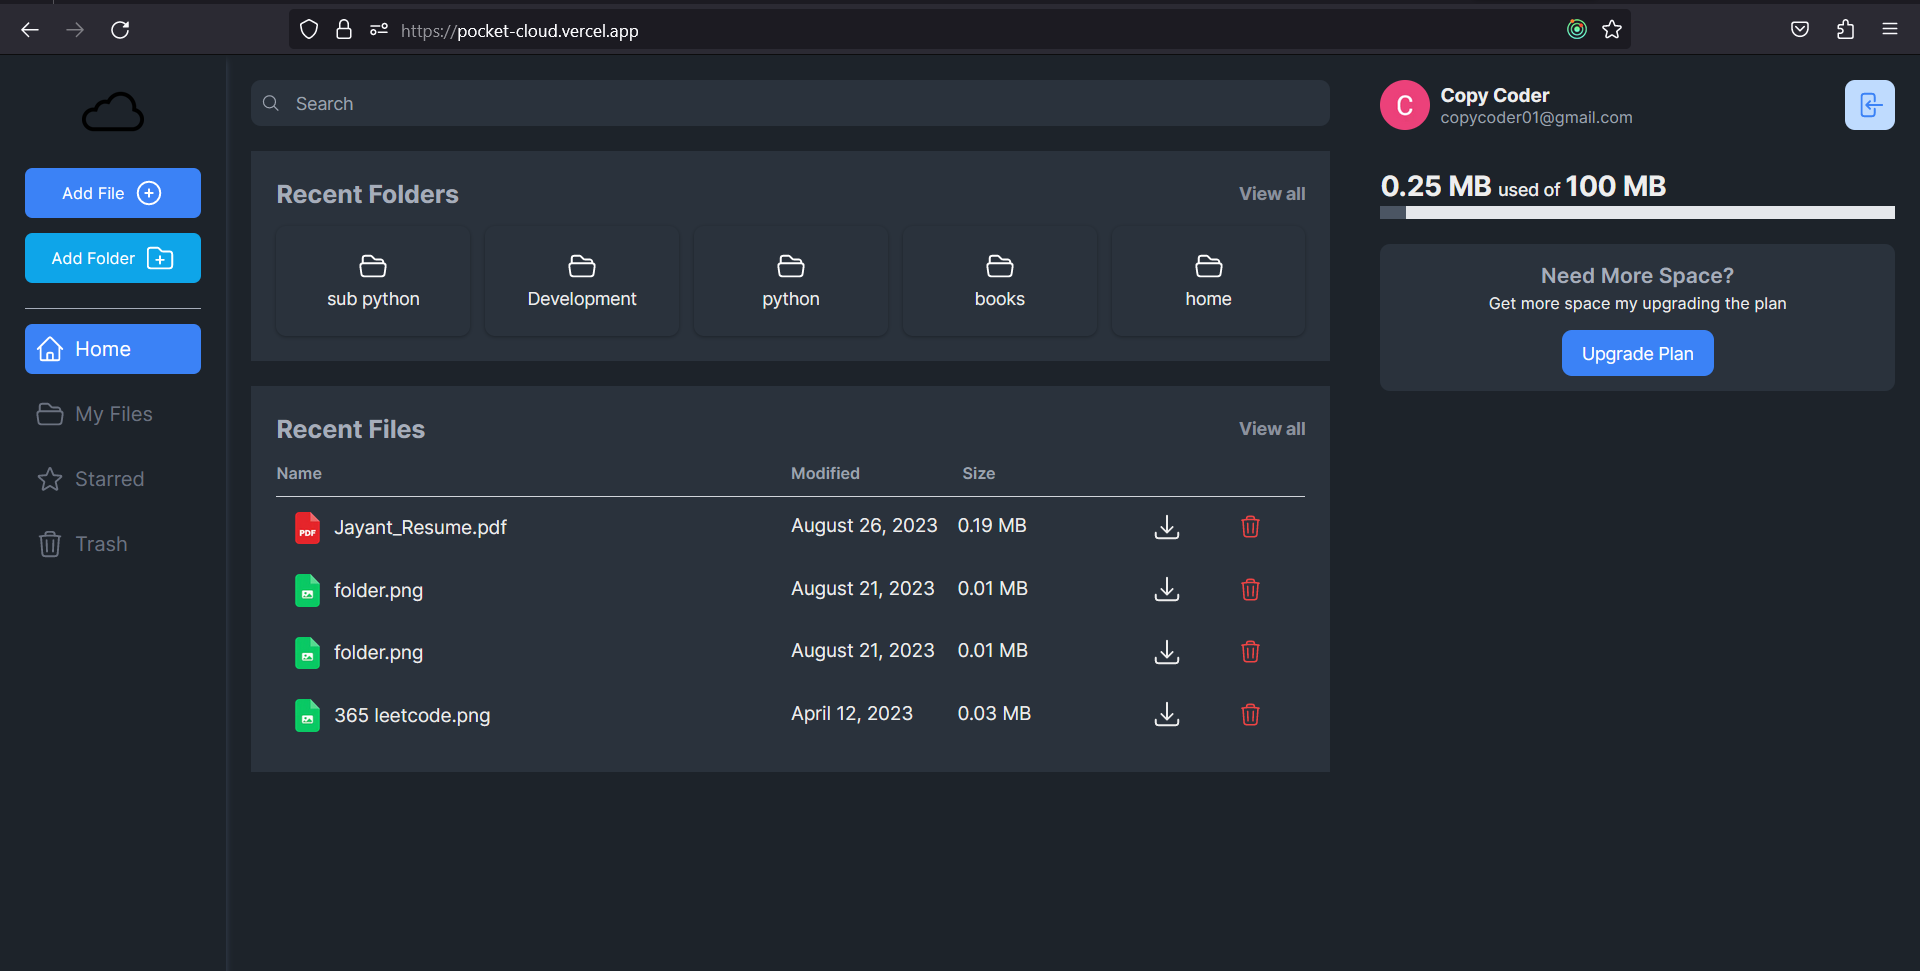 https://pocket-cloud.vercel.app
Add File
Add Folder
Home
My Files
Starred
Trash
Search
Recent Folders
View all
sub python
Development
python
books
home
Recent Files
View all
Name Modified Size
PDF Jayant_Resume.pdf August 26, 2023 0.19 MB
folder.png August 21, 2023 0.01 MB
folder.png August 21, 2023 0.01 MB
365 leetcode.png April 12, 2023 0.03 MB
C
Copy Coder
copycoder01@gmail.com
0.25 MB used of 100 MB
Need More Space?
Get more space my upgrading the plan
Upgrade Plan